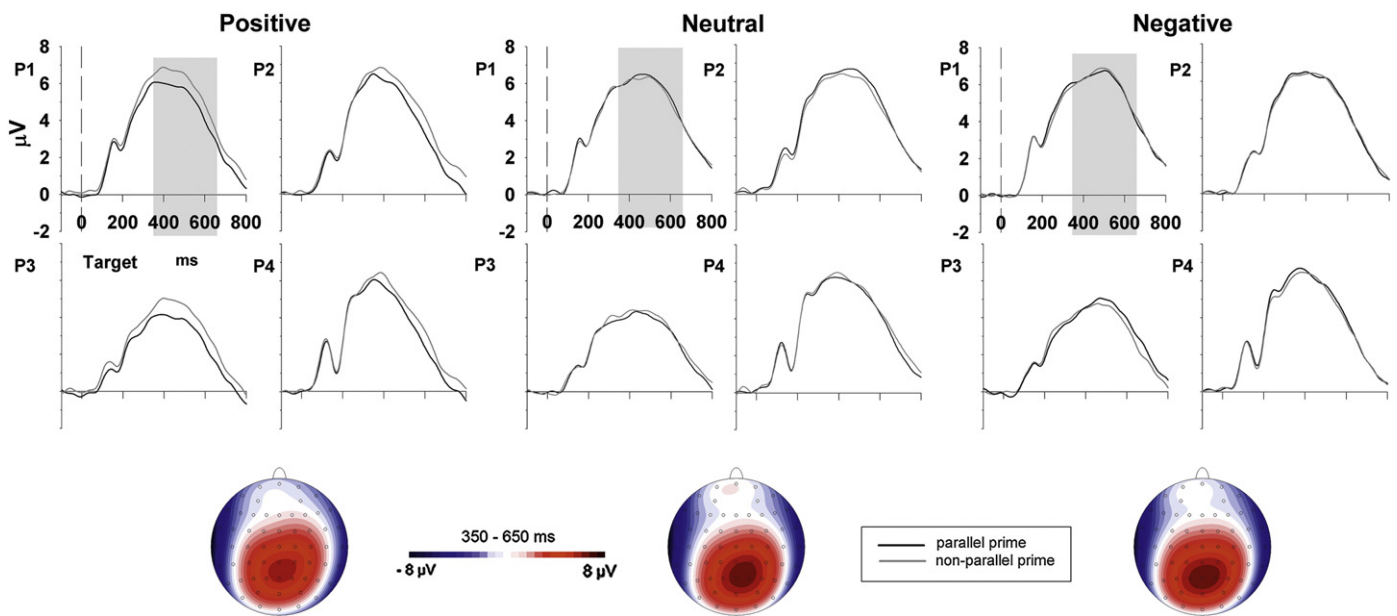 Positive Neutral Negative
P1 P2 P1 P2 P1 P2
8 8 8
6 6 6
4 4 4
2 2 2
0 0 0
-2 -2 -2
µV
0 200 400 600 800 0 200 400 600 800 0 200 400 600 800
P3 Target ms P4 P3 P4 P3 P4
350 - 650 ms
- 8 µV 8 µV
parallel prime
non-parallel prime